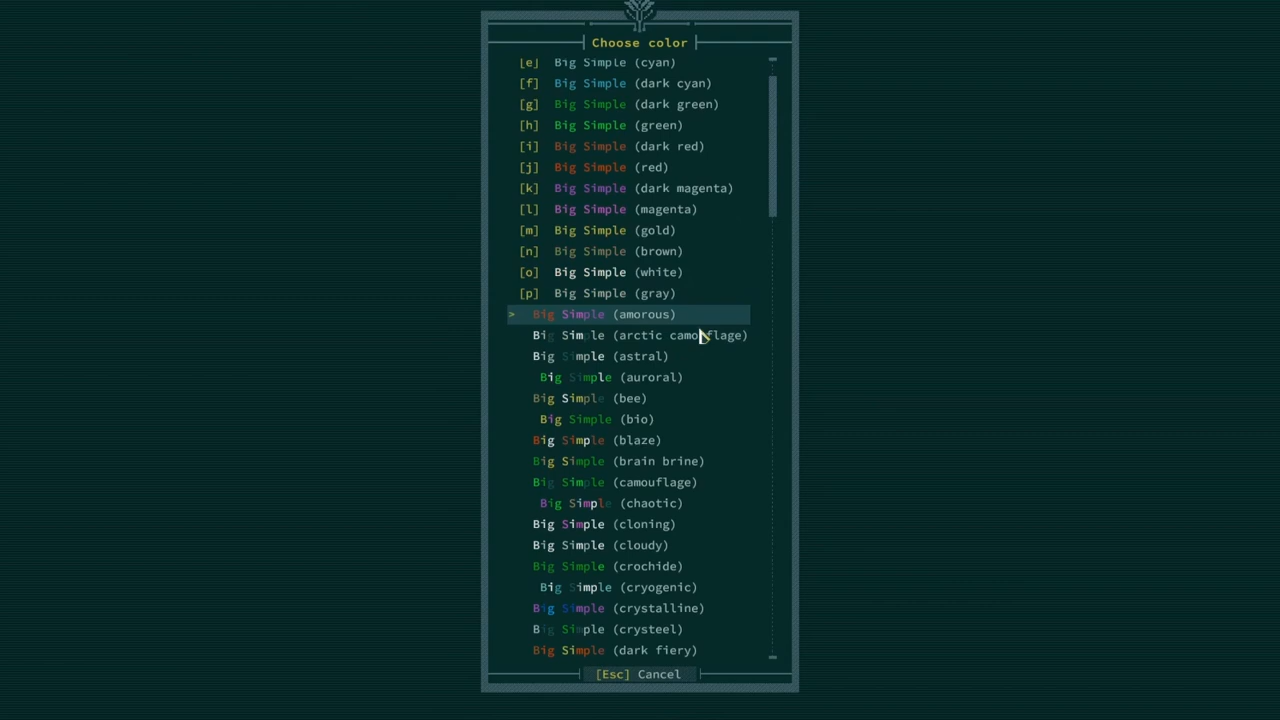 Choose color
[e] Big Simple (cyan)
[f] Big Simple (dark cyan)
[g] Big Simple (dark green)
[h] Big Simple (green)
[i] Big Simple (dark red)
[j] Big Simple (red)
[k] Big Simple (dark magenta)
[l] Big Simple (magenta)
[m] Big Simple (gold)
[n] Big Simple (brown)
[o] Big Simple (white)
[p] Big Simple (gray)
> Big Simple (amorous)
Big Simple (arctic camouflage)
Big Simple (astral)
Big Simple (auroral)
Big Simple (bee)
Big Simple (bio)
Big Simple (blaze)
Big Simple (brain brine)
Big Simple (camouflage)
Big Simple (chaotic)
Big Simple (cloning)
Big Simple (cloudy)
Big Simple (crochide)
Big Simple (cryogenic)
Big Simple (crystalline)
Big Simple (crysteel)
Big Simple (dark fiery)
[Esc] Cancel